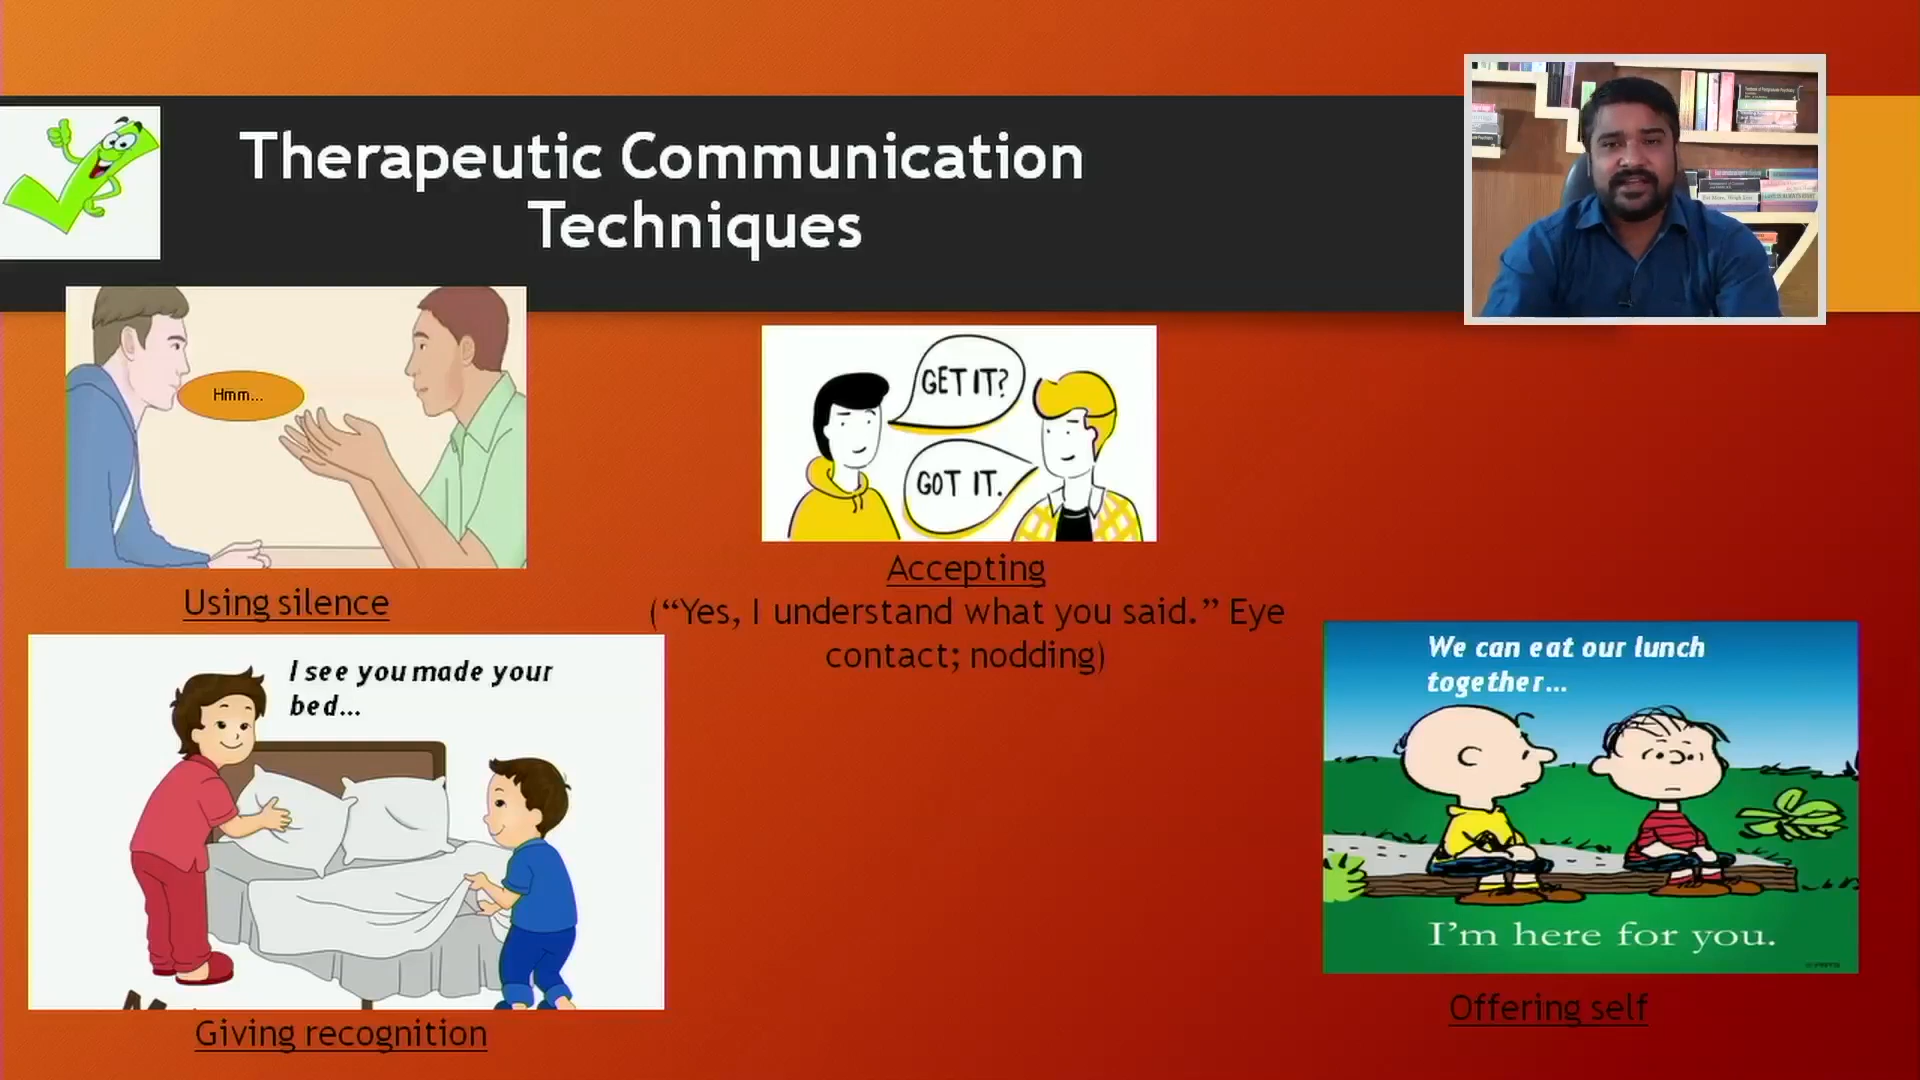 Therapeutic Communication
Techniques
Hmm...
GET IT?
GOT IT.
Using silence
Accepting
(“Yes, I understand what you said.” Eye
contact; nodding)
I see you made your
bed...
Giving recognition
We can eat our lunch
together...
I'm here for you.
Offering self